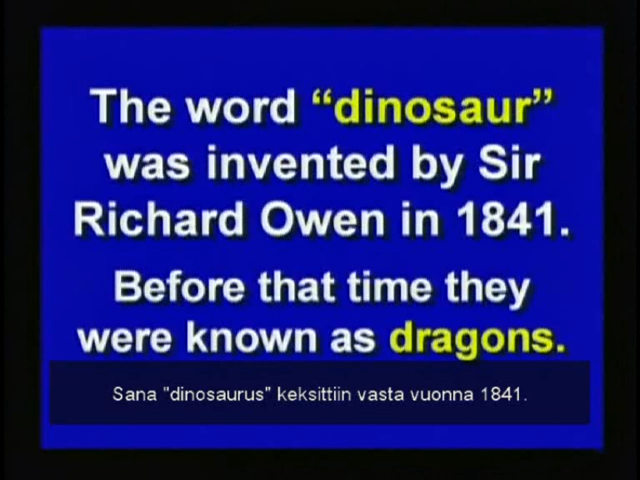 The word “dinosaur”
was invented by Sir
Richard Owen in 1841.
Before that time they
were known as dragons.
Sana "dinosaurus" keksittiin vasta vuonna 1841.